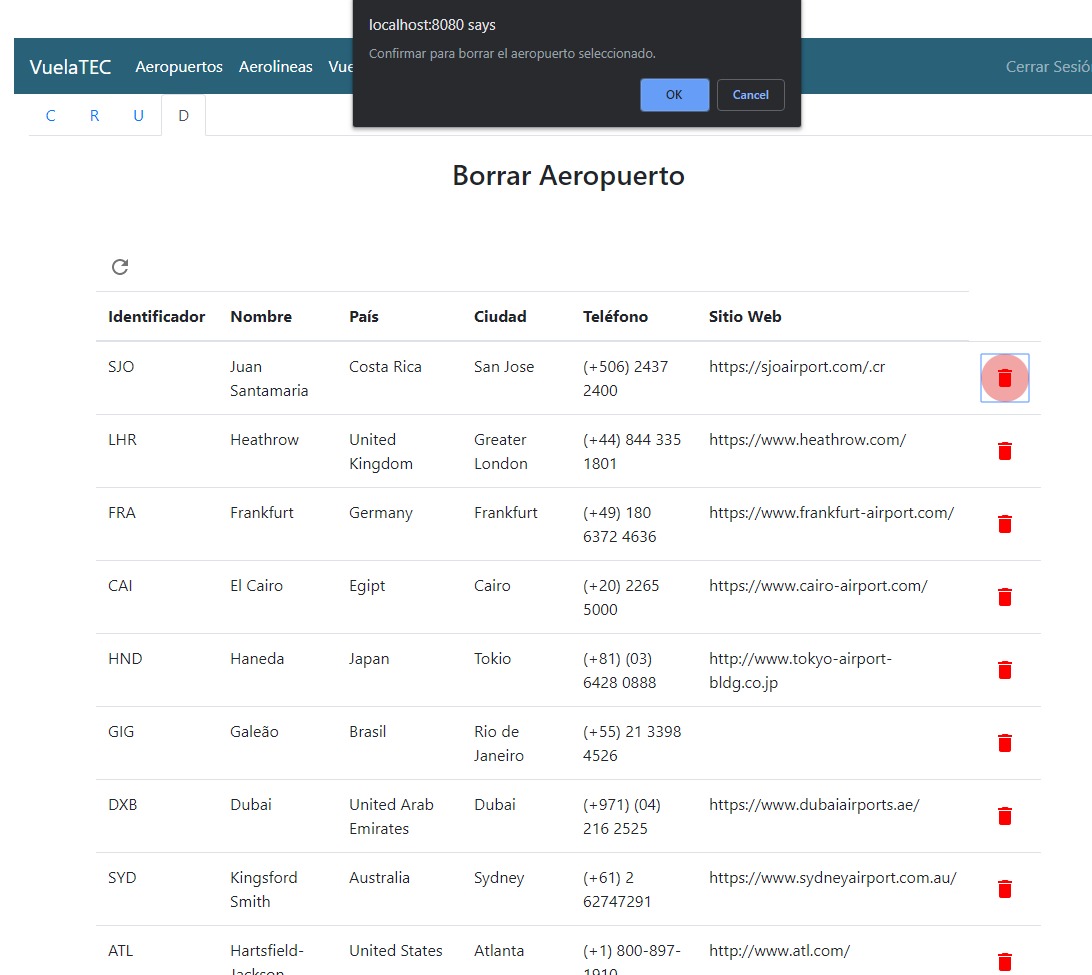 localhost:8080 says
Confirmar para borrar el aeropuerto seleccionado.
OK Cancel
VuelaTEC Aeropuertos Aerolineas Vue Cerrar Sesió
C R U D
Borrar Aeropuerto
Identificador Nombre País Ciudad Teléfono Sitio Web
SJO Juan Costa Rica San Jose (+506) 2437 https://sjoairport.com/.cr
Santamaria 2400
LHR Heathrow United Greater (+44) 844 335 https://www.heathrow.com/
Kingdom London 1801
FRA Frankfurt Germany Frankfurt (+49) 180 https://www.frankfurt-airport.com/
6372 4636
CAI El Cairo Egipt Cairo (+20) 2265 https://www.cairo-airport.com/
5000
HND Haneda Japan Tokio (+81) (03) http://www.tokyo-airport-
6428 0888 bldg.co.jp
GIG Galeão Brasil Rio de (+55) 21 3398
Janeiro 4526
DXB Dubai United Arab Dubai (+971) (04) https://www.dubaiairports.ae/
Emirates 216 2525
SYD Kingsford Australia Sydney (+61) 2 https://www.sydneyairport.com.au/
Smith 62747291
ATL Hartsfield- United States Atlanta (+1) 800-897- http://www.atl.com/
Jackson 1910